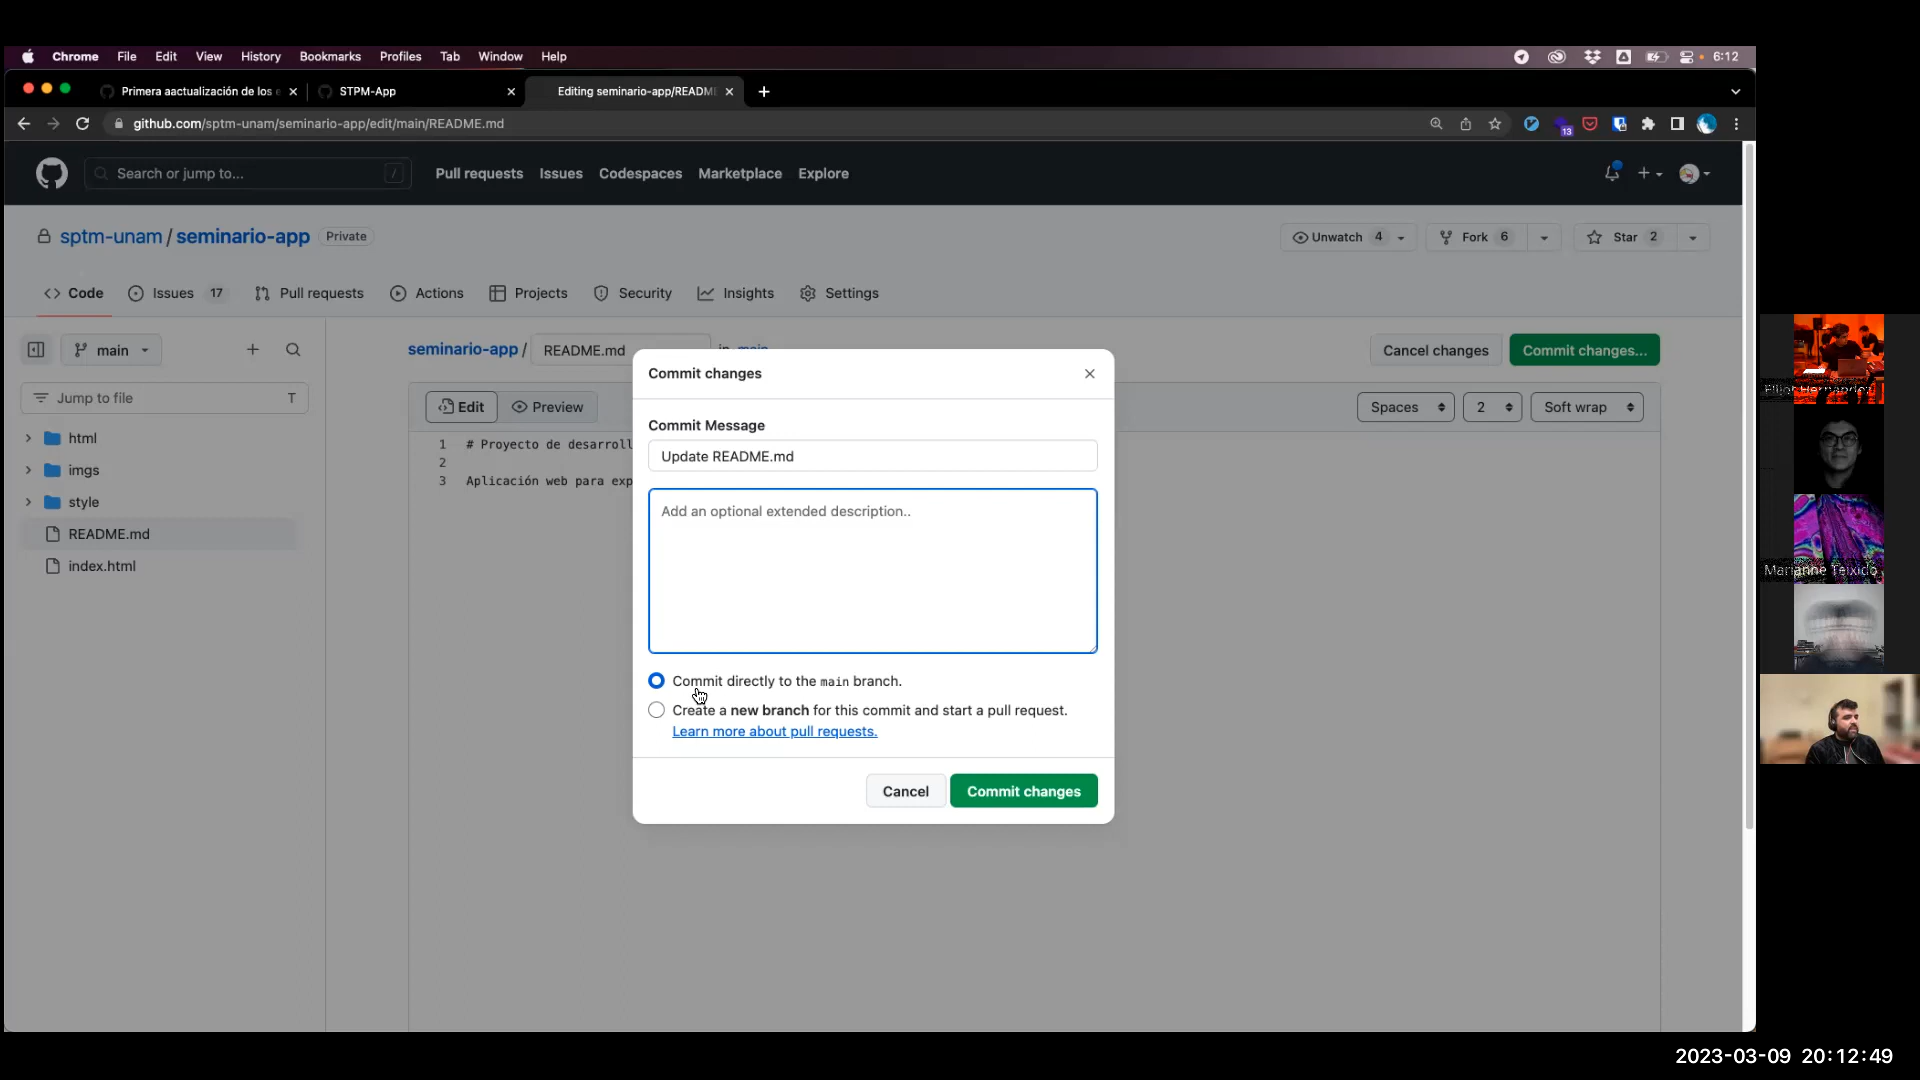 Chrome File Edit View History Bookmarks Profiles Tab Window Help 6:12
Primera aactualización de los e STPM-App Editing seminario-app/README
github.com/sptm-unam/seminario-app/edit/main/README.md 13
Search or jump to... / Pull requests Issues Codespaces Marketplace Explore
sptm-unam / seminario-app Private Unwatch 4 Fork 6 Star 2
Code Issues 17 Pull requests Actions Projects Security Insights Settings
main
seminario-app / README.md in main Cancel changes Commit changes...
Jump to file T
Edit Preview Spaces 2 Soft wrap
html
imgs
style
README.md
index.html
1 # Proyecto de desarroll
2
3 Aplicación web para exp
Commit changes
Commit Message
Update README.md
Add an optional extended description..
Commit directly to the main branch.
Create a new branch for this commit and start a pull request.
Learn more about pull requests.
Cancel Commit changes
Elliot Hernandez
Marianne Teixido
2023-03-09 20:12:49